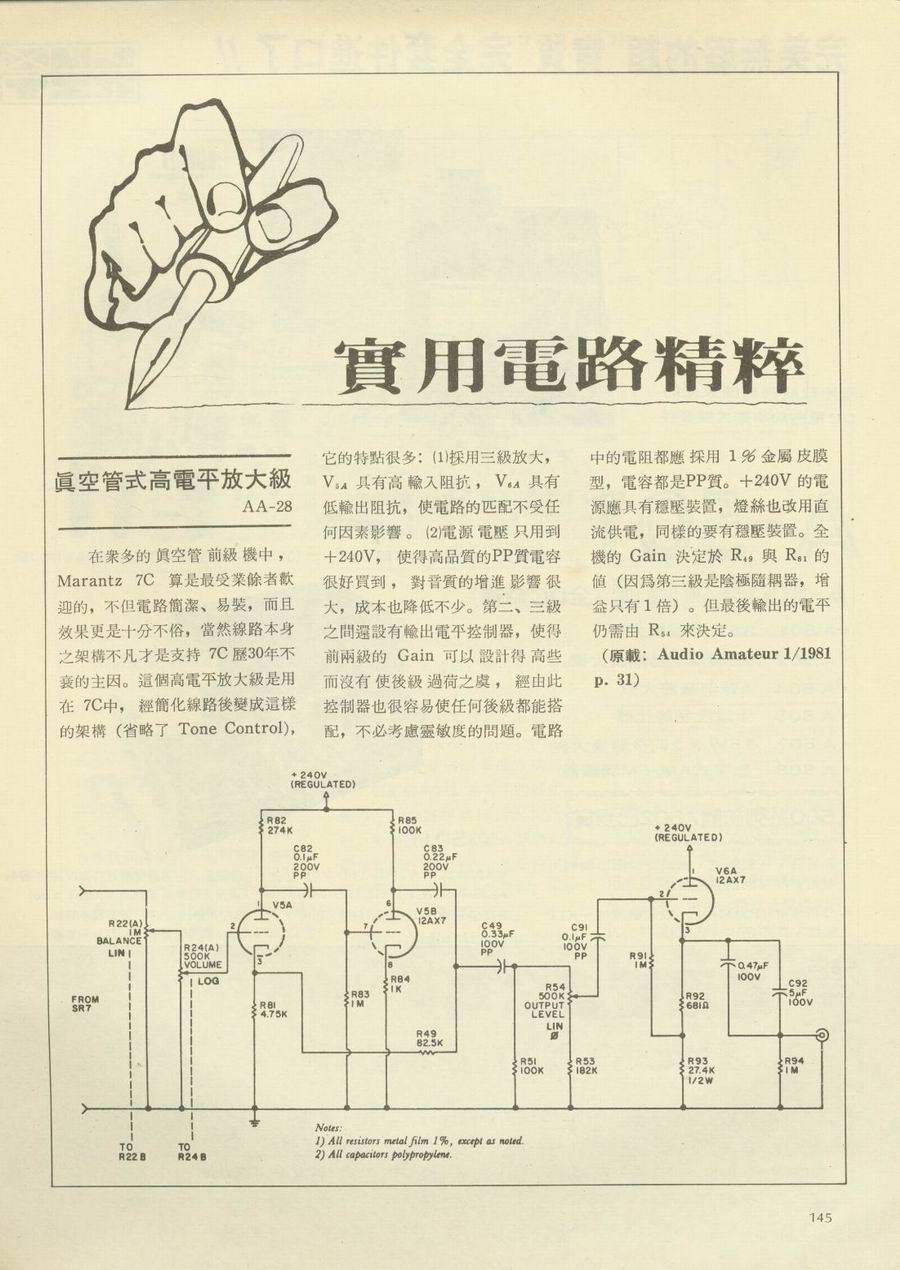 實用電路精粹
眞空管式高電平放大級
AA-28
在衆多的眞空管前級機中，
Marantz 7C 算是最受業餘者歡
迎的，不但電路簡潔、易裝，而且
效果更是十分不俗，當然線路本身
之架構不凡才是支持 7C 歷30年不
衰的主因。這個高電平放大級是用
在 7C中，經簡化線路後變成這樣
的架構（省略了 Tone Control），
它的特點很多：(1)採用三級放大，
V5A 具有高輸入阻抗，V6A 具有
低輸出阻抗，使電路的匹配不受任
何因素影響。(2)電源電壓只用到
＋240V，使得高品質的PP質電容
很好買到，對音質的增進影響很
大，成本也降低不少。第二、三級
之間還設有輸出電平控制器，使得
前兩級的 Gain 可以設計得高些
而沒有使後級過荷之虞，經由此
控制器也很容易使任何後級都能搭
配，不必考慮靈敏度的問題。電路
中的電阻都應採用 1％金屬皮膜
型，電容都是PP質。＋240V 的電
源應具有穩壓裝置，燈絲也改用直
流供電，同樣的要有穩壓裝置。全
機的 Gain 決定於 R49 與 R81 的
値（因爲第三級是陰極隨耦器，增
益只有1倍）。但最後輸出的電平
仍需由 R54 來決定。
（原載：Audio Amateur 1/1981
p. 31）
+ 240V
(REGULATED)
R82
274K
R85
100K
C82
0.1µF
200V
PP
C83
0.22µF
200V
PP
+ 240V
(REGULATED)
V6A
12AX7
1
2
3
V5A
1
2
3
V5B
12AX7
6
7
8
R22(A)
1M
BALANCE
LIN
R24(A)
500K
VOLUME
LOG
FROM
SR7
R81
4.75K
R83
1M
R84
1K
R49
82.5K
C49
0.33µF
100V
PP
C91
0.1µF
100V
PP
R54
500K
OUTPUT
LEVEL
LIN
Ø
R51
100K
R53
182K
R91
1M
R92
681Ω
R93
27.4K
1/2W
0.47µF
100V
C92
5µF
100V
R94
1M
TO
R22B
TO
R24B
Notes:
1) All resistors metal film 1%, except as noted.
2) All capacitors polypropylene.
145